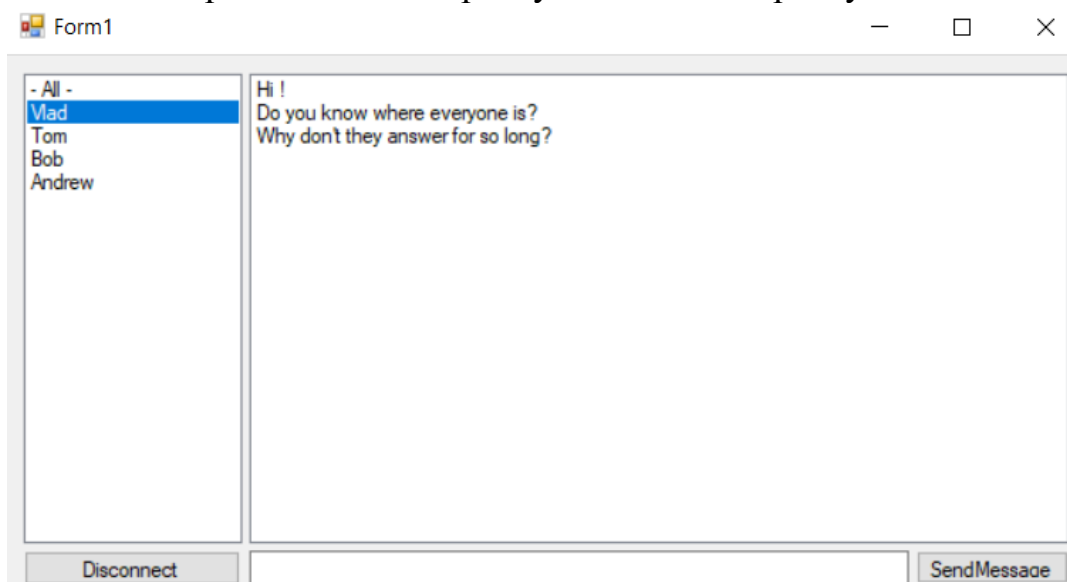 Form1
- All -
Vlad
Tom
Bob
Andrew
Hi !
Do you know where everyone is?
Why don't they answer for so long?
Disconnect
SendMessage